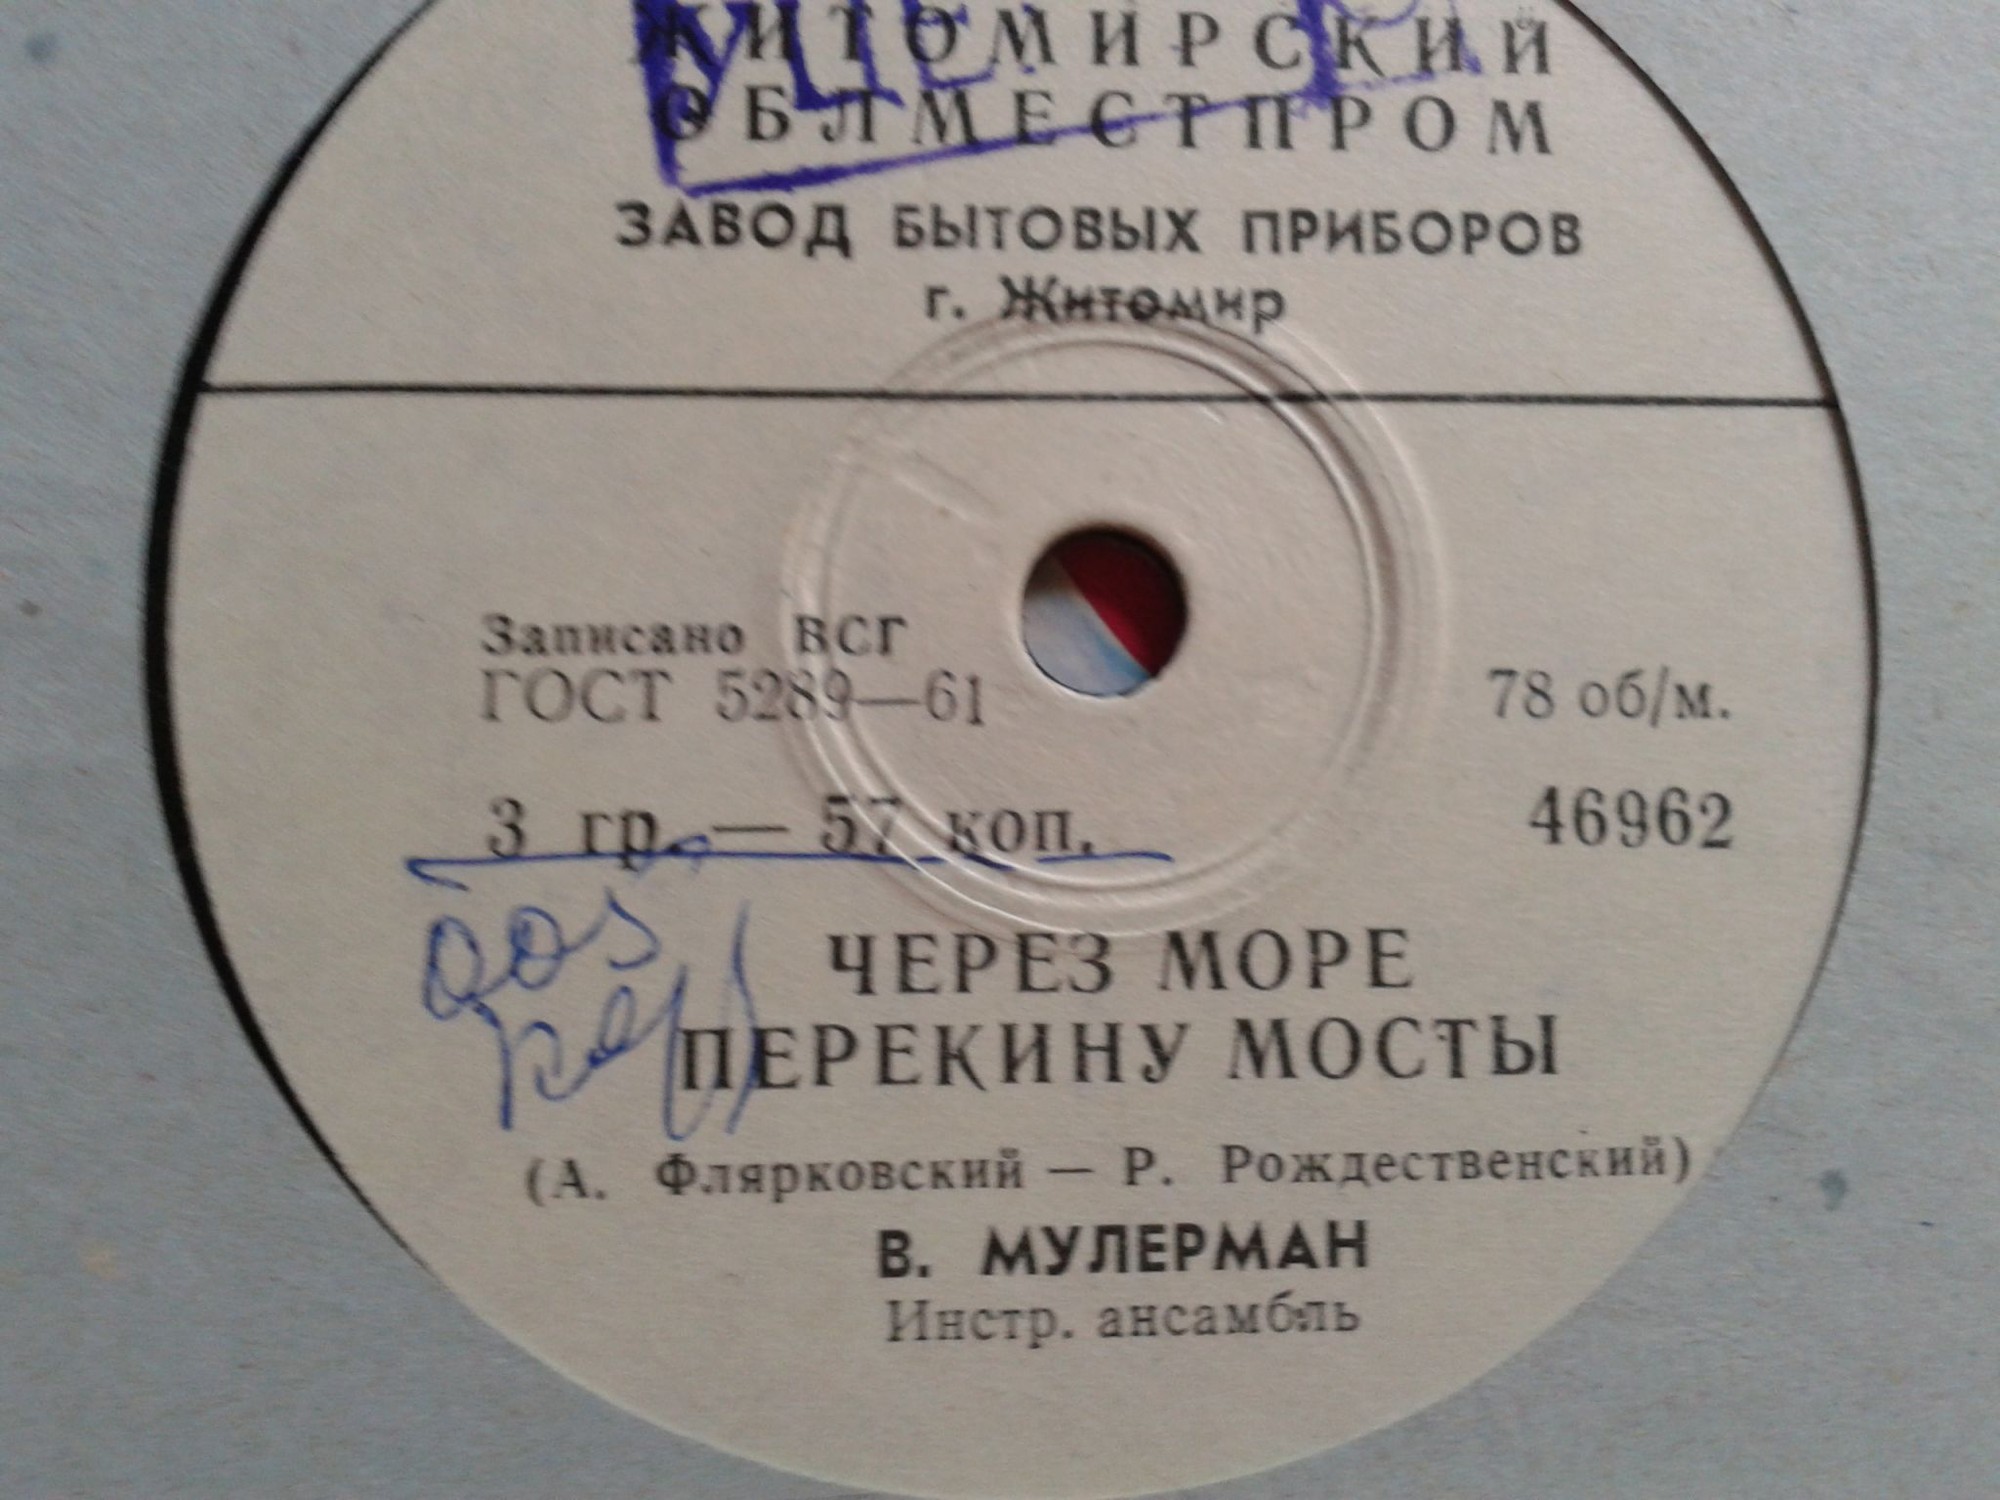 ЖИТОМИРСКИЙ
ОБЛМЕСТПРОМ
ЗАВОД БЫТОВЫХ ПРИБОРОВ
г. Житомир
Записано ВСГ
ГОСТ 5289—61
78 об/м.
3 гр. — 57 коп.
46962
ЧЕРЕЗ МОРЕ
ПЕРЕКИНУ МОСТЫ
(А. Флярковский — Р. Рождественский)
В. МУЛЕРМАН
Инстр. ансамбль